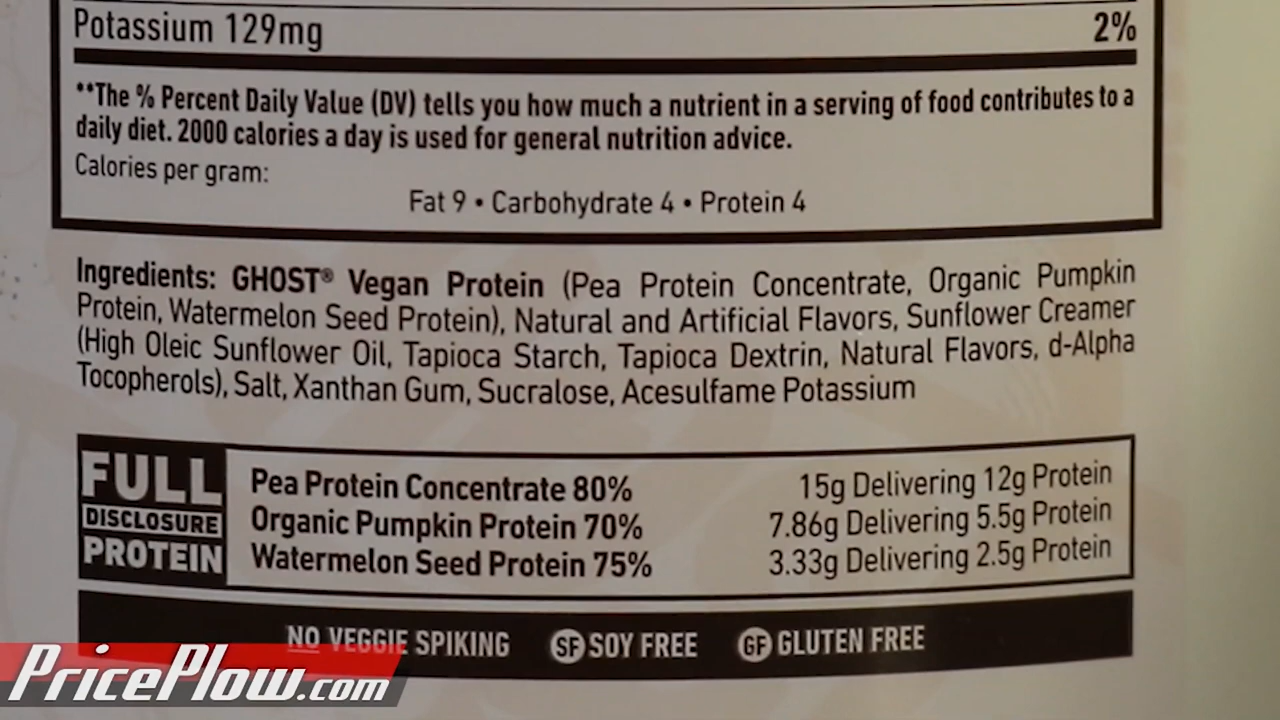 Potassium 129mg 2%
**The % Percent Daily Value (DV) tells you how much a nutrient in a serving of food contributes to a
daily diet. 2000 calories a day is used for general nutrition advice.
Calories per gram:
Fat 9 • Carbohydrate 4 • Protein 4
Ingredients: GHOST® Vegan Protein (Pea Protein Concentrate, Organic Pumpkin
Protein, Watermelon Seed Protein), Natural and Artificial Flavors, Sunflower Creamer
(High Oleic Sunflower Oil, Tapioca Starch, Tapioca Dextrin, Natural Flavors, d-Alpha
Tocopherols), Salt, Xanthan Gum, Sucralose, Acesulfame Potassium
FULL
DISCLOSURE
PROTEIN
Pea Protein Concentrate 80% 15g Delivering 12g Protein
Organic Pumpkin Protein 70% 7.86g Delivering 5.5g Protein
Watermelon Seed Protein 75% 3.33g Delivering 2.5g Protein
NO VEGGIE SPIKING SF SOY FREE GF GLUTEN FREE
PricePlow.com